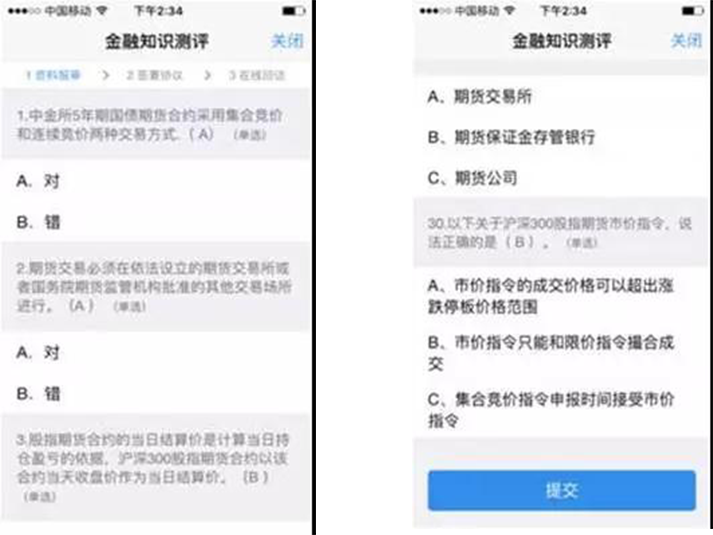 中国移动 下午2:34
金融知识测评 关闭
1 资料报审 > 2 签署协议 > 3 在线回访
1.中金所5年期国债期货合约采用集合竞价
和连续竞价两种交易方式.（A） （单选）
A．对
B．错
2.期货交易必须在依法设立的期货交易所或
者国务院期货监管机构批准的其他交易场所
进行。（A） （单选）
A．对
B．错
3.股指期货合约的当日结算价是计算当日持
仓盈亏的依据，沪深300股指期货合约以该
合约当天收盘价作为当日结算价。（B）
（单选）
中国移动 下午2:34
金融知识测评 关闭
A、期货交易所
B、期货保证金存管银行
C、期货公司
30.以下关于沪深300股指期货市价指令，说
法正确的是（B）。 （单选）
A、市价指令的成交价格可以超出涨
跌停板价格范围
B、市价指令只能和限价指令撮合成
交
C、集合竞价指令申报时间接受市价
指令
提交